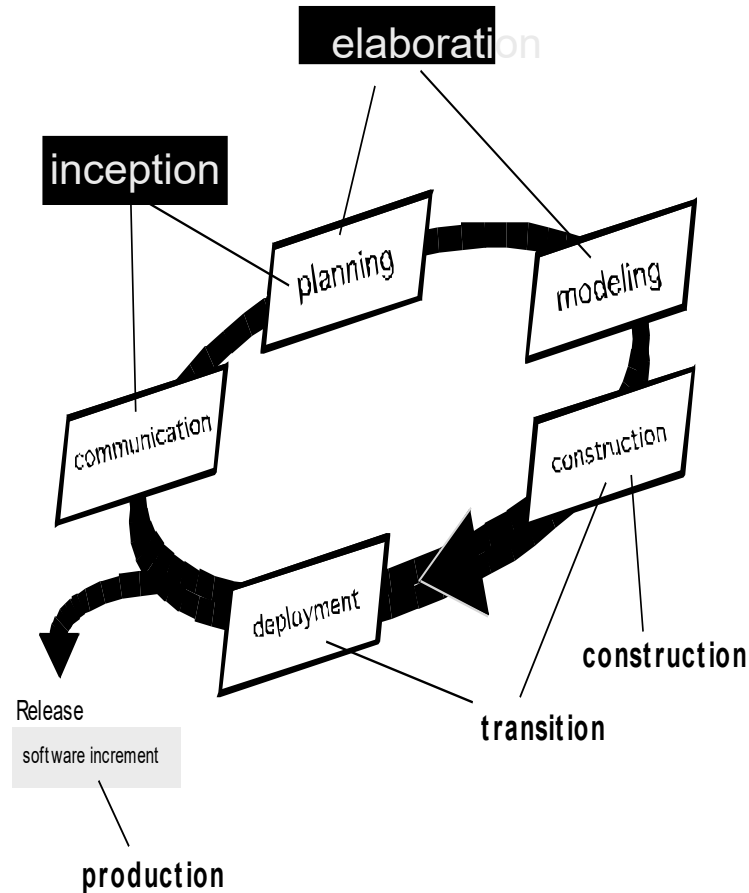 elaboration
inception
planning
modeling
communication
construction
deployment
construction
transition
Release
software increment
production